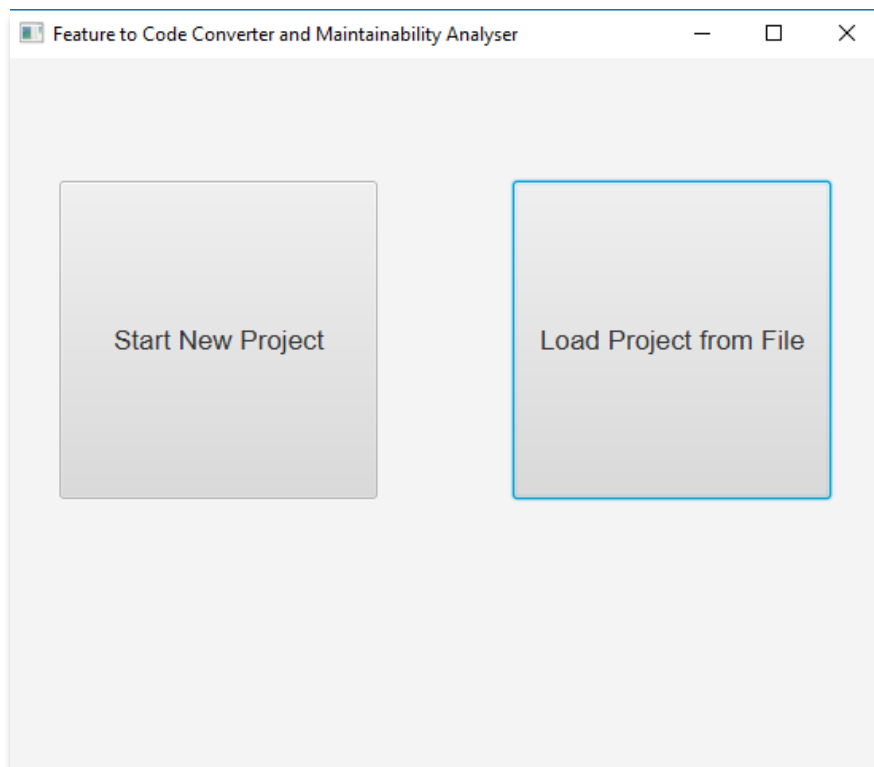 Feature to Code Converter and Maintainability Analyser
Start New Project
Load Project from File